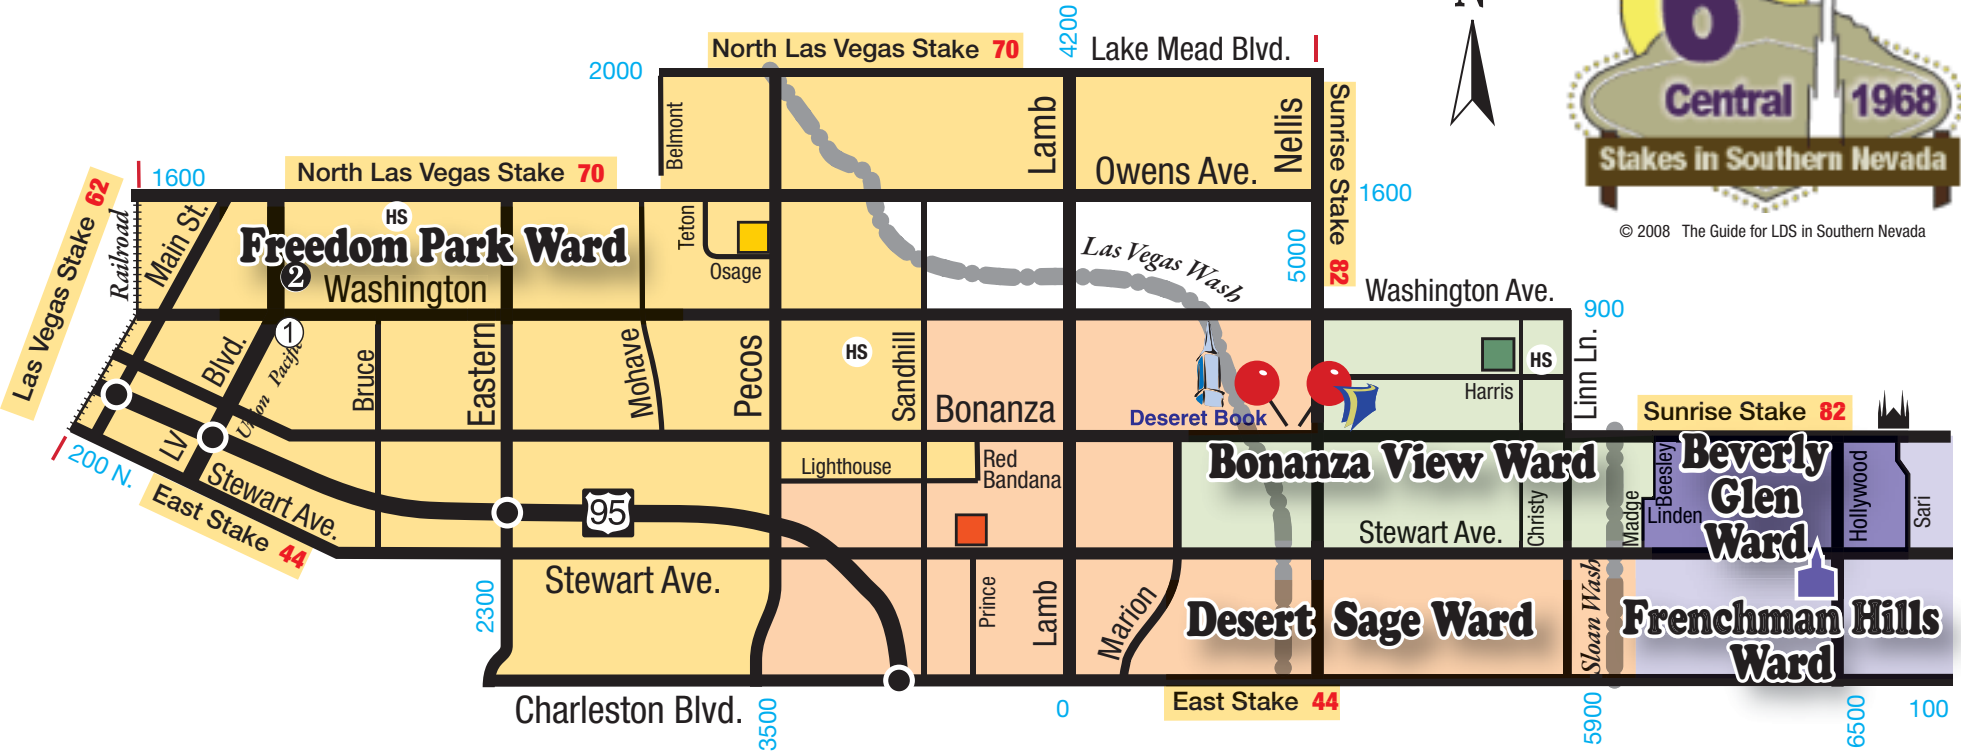 N
6
Central 1968
Stakes in Southern Nevada
© 2008 The Guide for LDS in Southern Nevada
North Las Vegas Stake 70
4200
Lake Mead Blvd.
2000
Belmont
Lamb
Nellis
Sunrise Stake 82
Owens Ave.
1600
North Las Vegas Stake 70
1600
Las Vegas Stake 62
Railroad
Main St.
HS
Freedom Park Ward
2
Washington
Teton
Osage
Las Vegas Wash
5000
Washington Ave.
900
1
Blvd.
LV
Union Pacific
Bruce
Eastern
Mohave
Pecos
HS
Sandhill
Bonanza
Deseret Book
Harris
HS
Linn Ln.
Sunrise Stake 82
200 N.
Stewart Ave.
East Stake 44
95
Lighthouse
Red
Bandana
Bonanza View Ward
Stewart Ave.
Christy
Madge
Beesley
Linden
Beverly
Glen
Ward
Hollywood
Sari
2300
Stewart Ave.
Prince
Lamb
Marion
Desert Sage Ward
Sloan Wash
Frenchman Hills
Ward
Charleston Blvd.
3500
0
East Stake 44
5900
6500
100